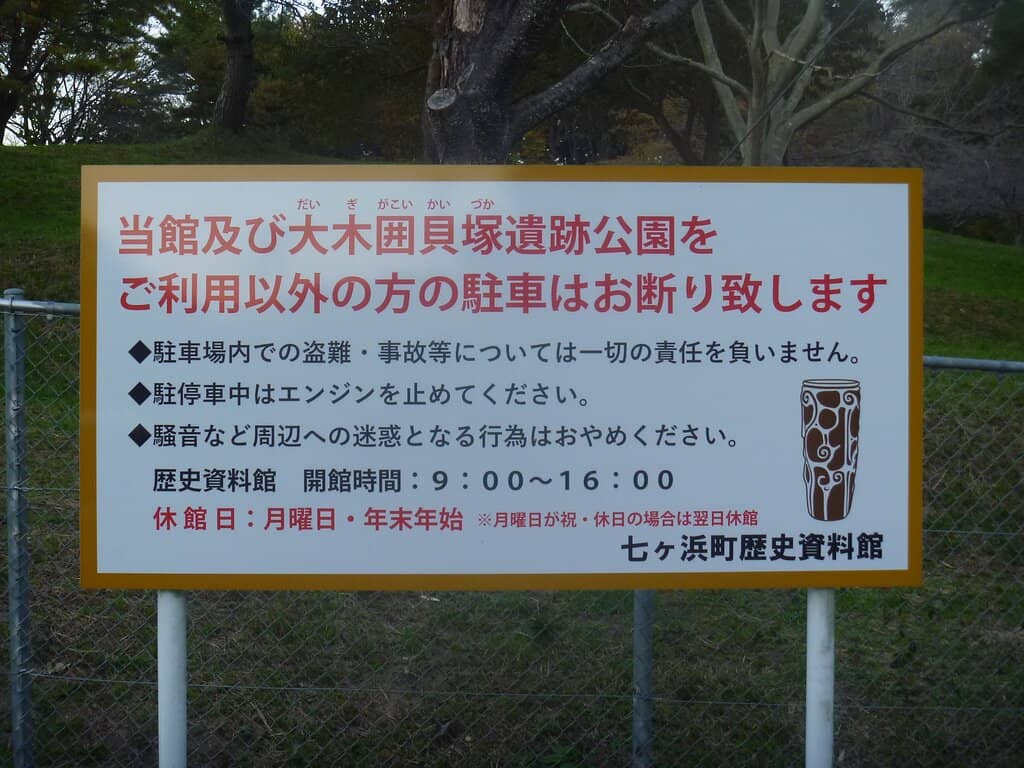 だいぎがこいかいづか
当館及び大木囲貝塚遺跡公園を
ご利用以外の方の駐車はお断り致します
◆駐車場内での盗難・事故等については一切の責任を負いません。
◆駐停車中はエンジンを止めてください。
◆騒音など周辺への迷惑となる行為はおやめください。
歴史資料館 開館時間：９：００～１６：００
休館日：月曜日・年末年始 ※月曜日が祝・休日の場合は翌日休館
七ヶ浜町歴史資料館